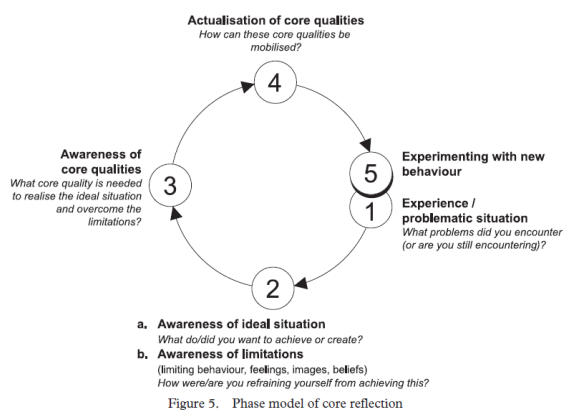 Actualisation of core qualities
How can these core qualities be
mobilised?
4
Awareness of
core qualities
What core quality is needed
to realise the ideal situation
and overcome the
limitations?
3
5
Experimenting with new
behaviour
1
Experience /
problematic situation
What problems did you encounter
(or are you still encountering)?
2
a. Awareness of ideal situation
What do/did you want to achieve or create?
b. Awareness of limitations
(limiting behaviour, feelings, images, beliefs)
How were/are you refraining yourself from achieving this?
Figure 5. Phase model of core reflection